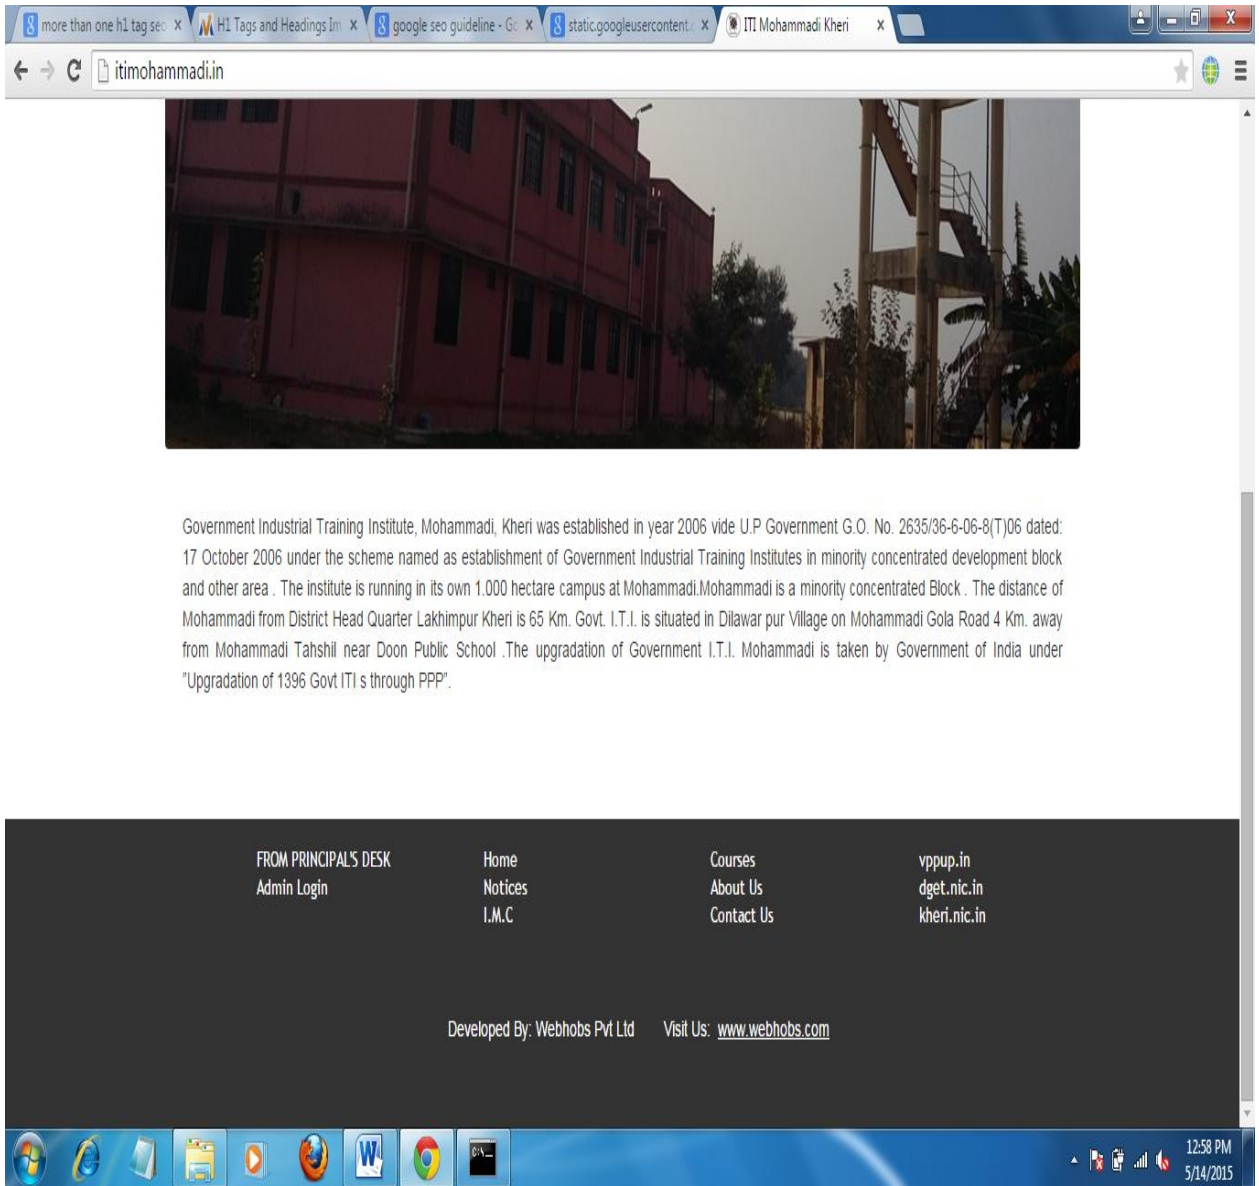 more than one h1 tag seo
H1 Tags and Headings Im
google seo guideline - Go
static.googleusercontent.c
ITI Mohammadi Kheri
itimohammadi.in
Government Industrial Training Institute, Mohammadi, Kheri was established in year 2006 vide U.P Government G.O. No. 2635/36-6-06-8(T)06 dated:
17 October 2006 under the scheme named as establishment of Government Industrial Training Institutes in minority concentrated development block
and other area . The institute is running in its own 1.000 hectare campus at Mohammadi.Mohammadi is a minority concentrated Block . The distance of
Mohammadi from District Head Quarter Lakhimpur Kheri is 65 Km. Govt. I.T.I. is situated in Dilawar pur Village on Mohammadi Gola Road 4 Km. away
from Mohammadi Tahshil near Doon Public School .The upgradation of Government I.T.I. Mohammadi is taken by Government of India under
"Upgradation of 1396 Govt ITI s through PPP".
FROM PRINCIPAL'S DESK
Admin Login
Home
Notices
I.M.C
Courses
About Us
Contact Us
vppup.in
dget.nic.in
kheri.nic.in
Developed By: Webhobs Pvt Ltd Visit Us: www.webhobs.com
12:58 PM
5/14/2015